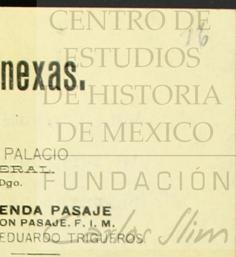 CENTRO DE
16
ESTUDIOS
nexas.
DE HISTORIA
DE MEXICO
PALACIO
ERAL.
Dgo.
FUNDACIÓN
ENDA PASAJE
ON PASAJE. F. I. M.
EDUARDO TRIGUEROS
Carlos Slim